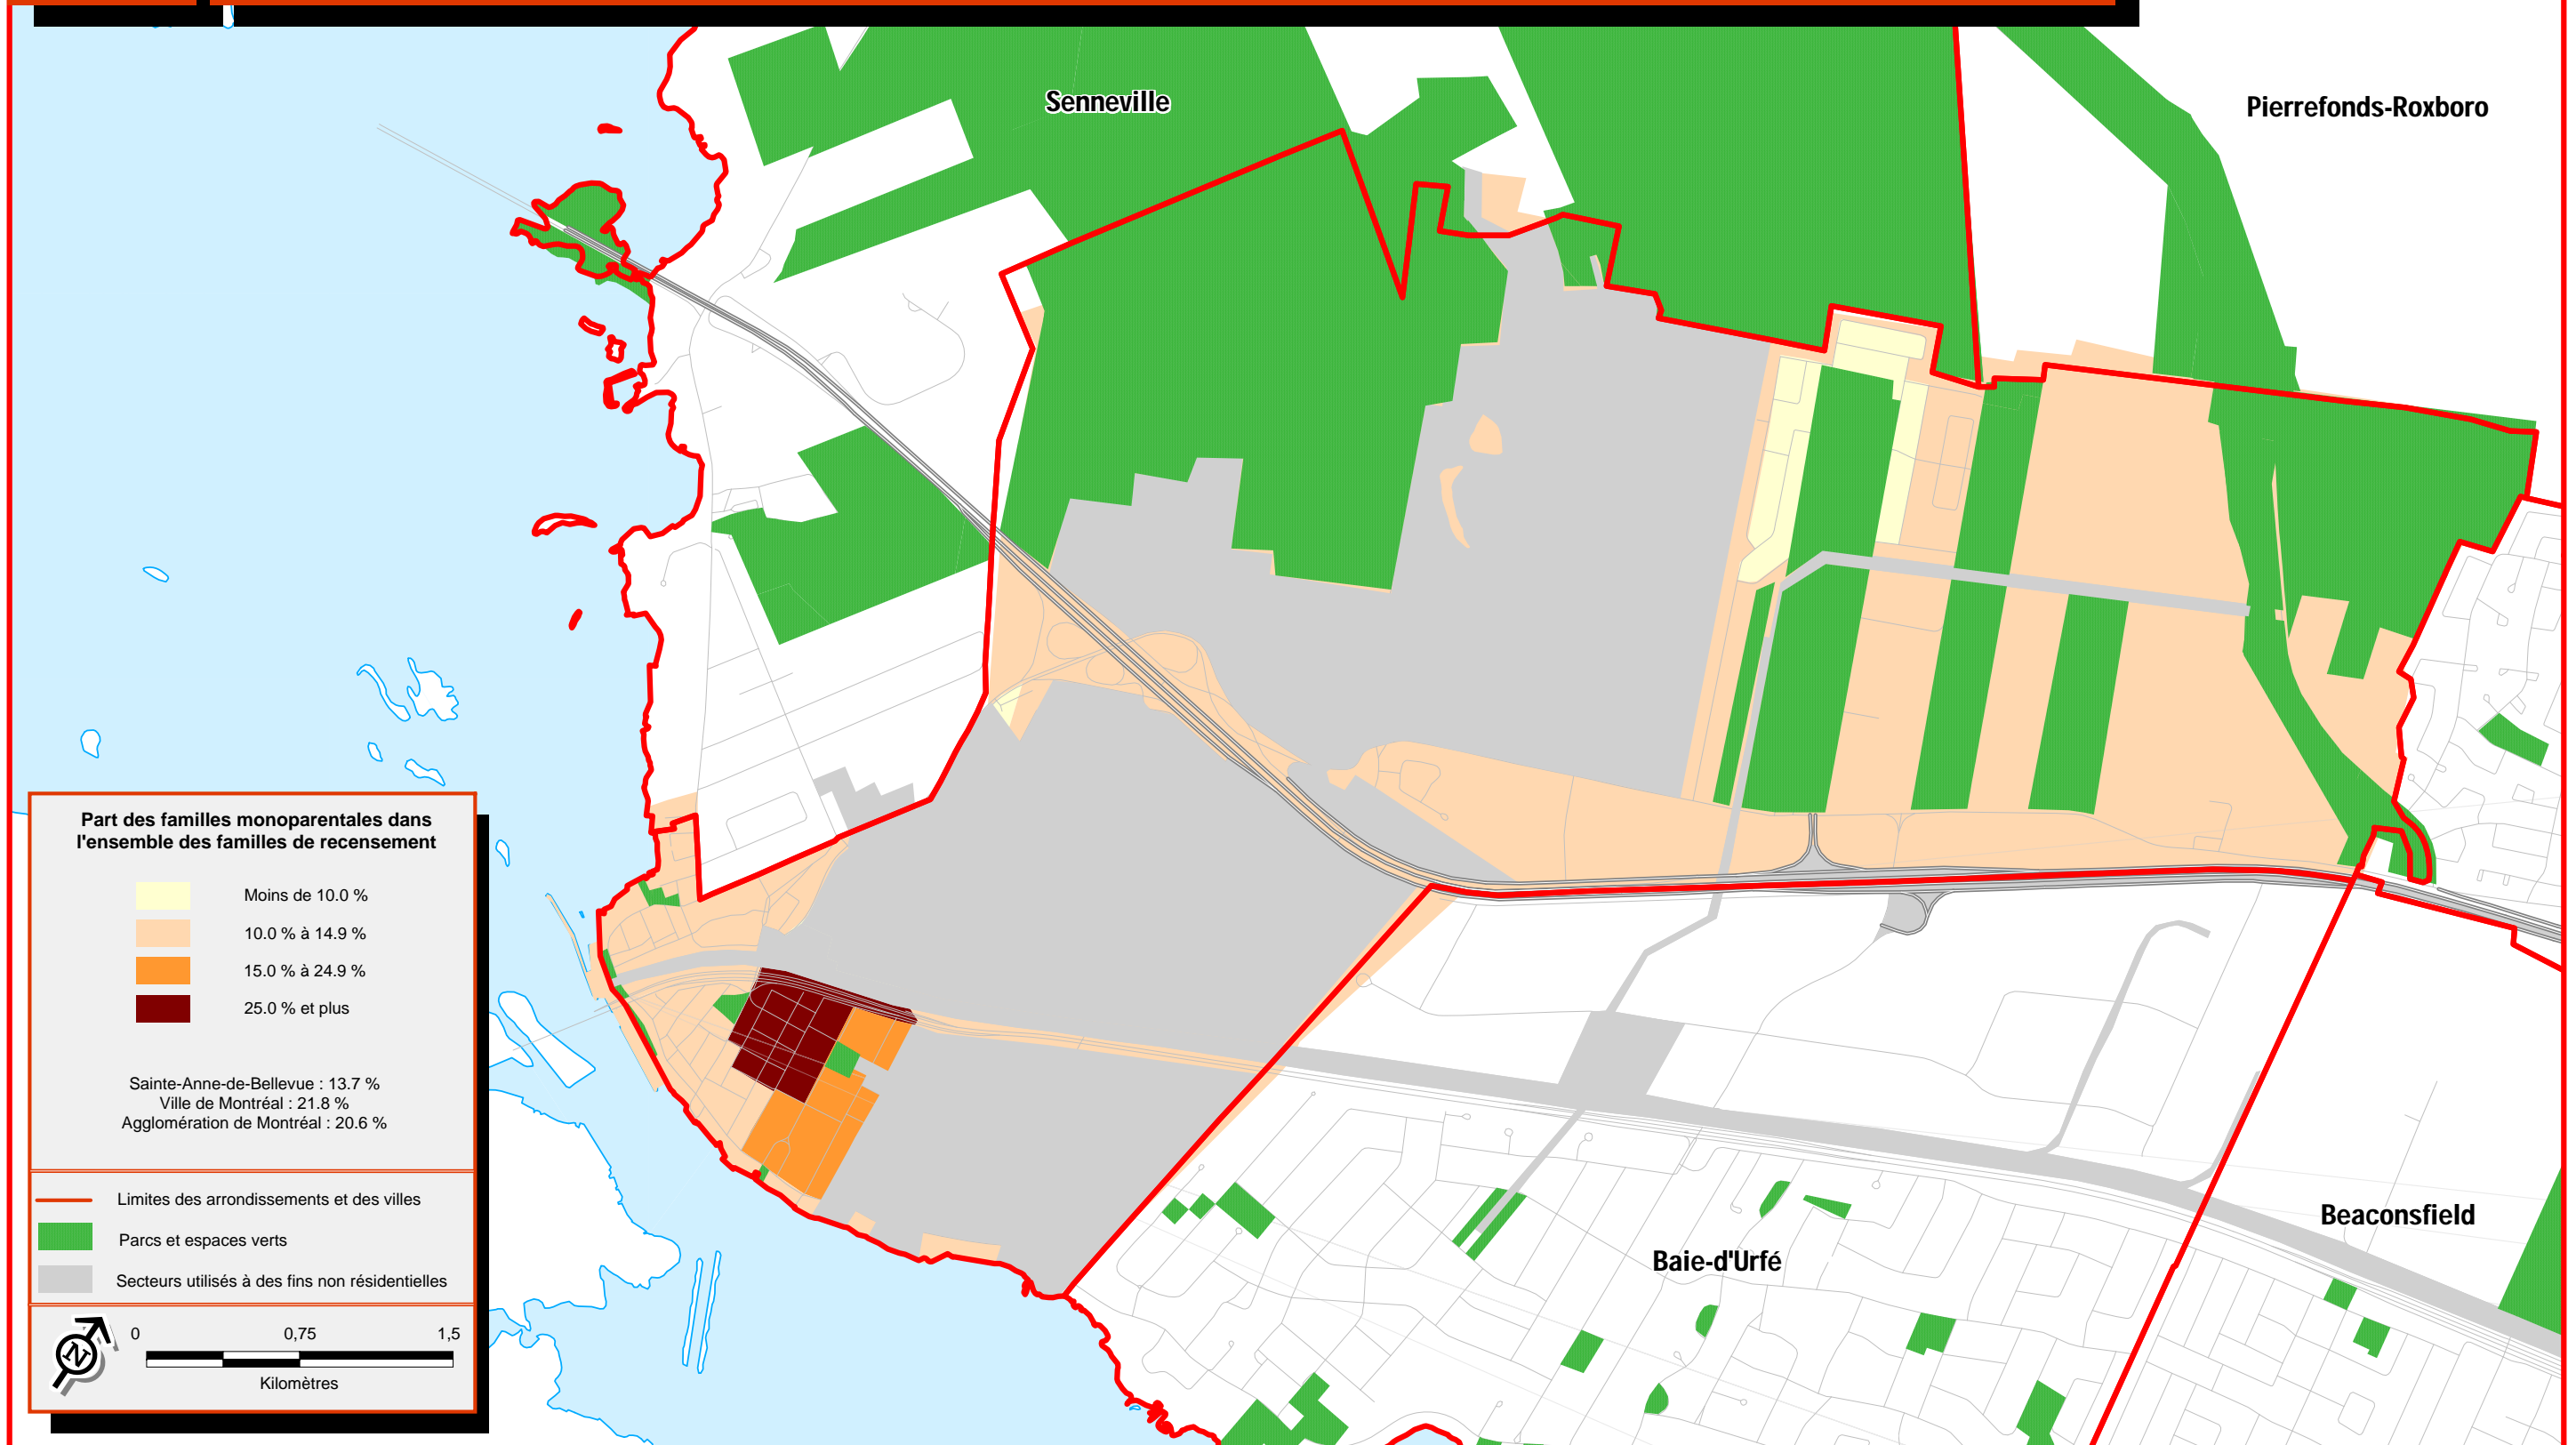 Senneville
Pierrefonds-Roxboro
Part des familles monoparentales dans
l'ensemble des familles de recensement
Moins de 10.0 %
10.0 % à 14.9 %
15.0 % à 24.9 %
25.0 % et plus
Sainte-Anne-de-Bellevue : 13.7 %
Ville de Montréal : 21.8 %
Agglomération de Montréal : 20.6 %
Limites des arrondissements et des villes
Parcs et espaces verts
Secteurs utilisés à des fins non résidentielles
N
0 0,75 1,5
Kilomètres
Baie-d'Urfé
Beaconsfield